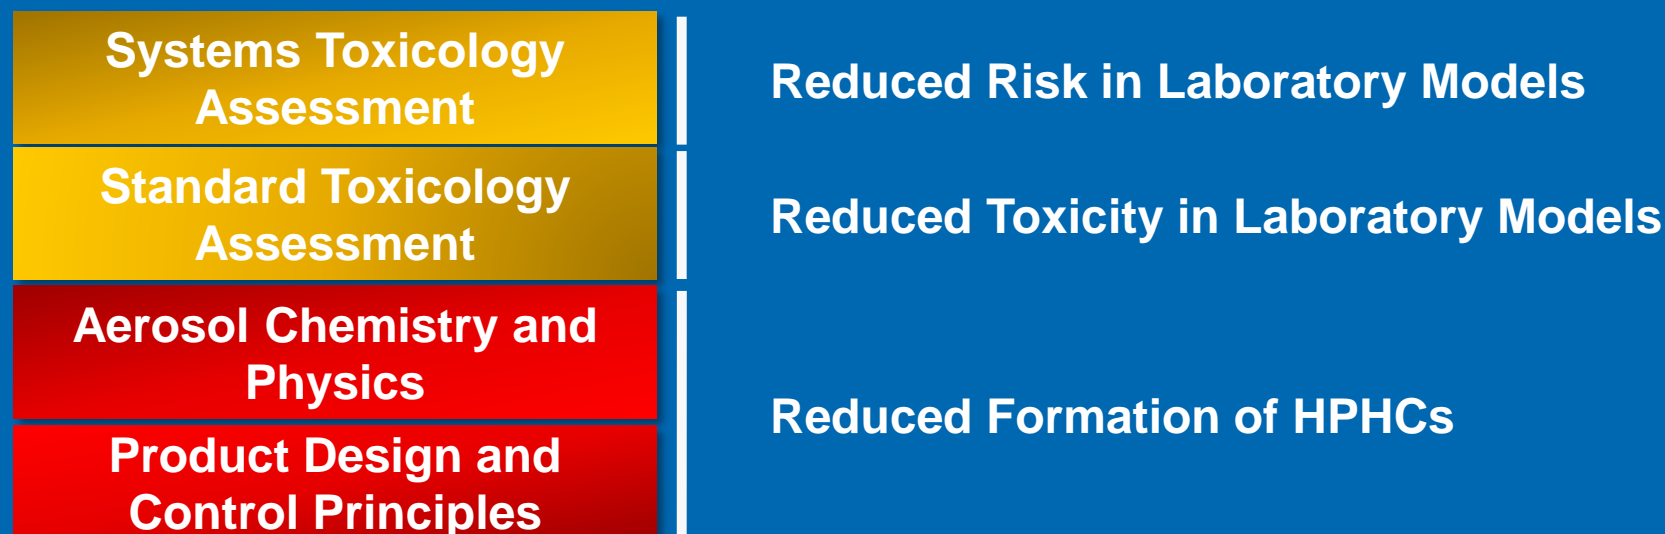 Systems Toxicology
Assessment
Reduced Risk in Laboratory Models
Standard Toxicology
Assessment
Reduced Toxicity in Laboratory Models
Aerosol Chemistry and
Physics
Product Design and
Control Principles
Reduced Formation of HPHCs